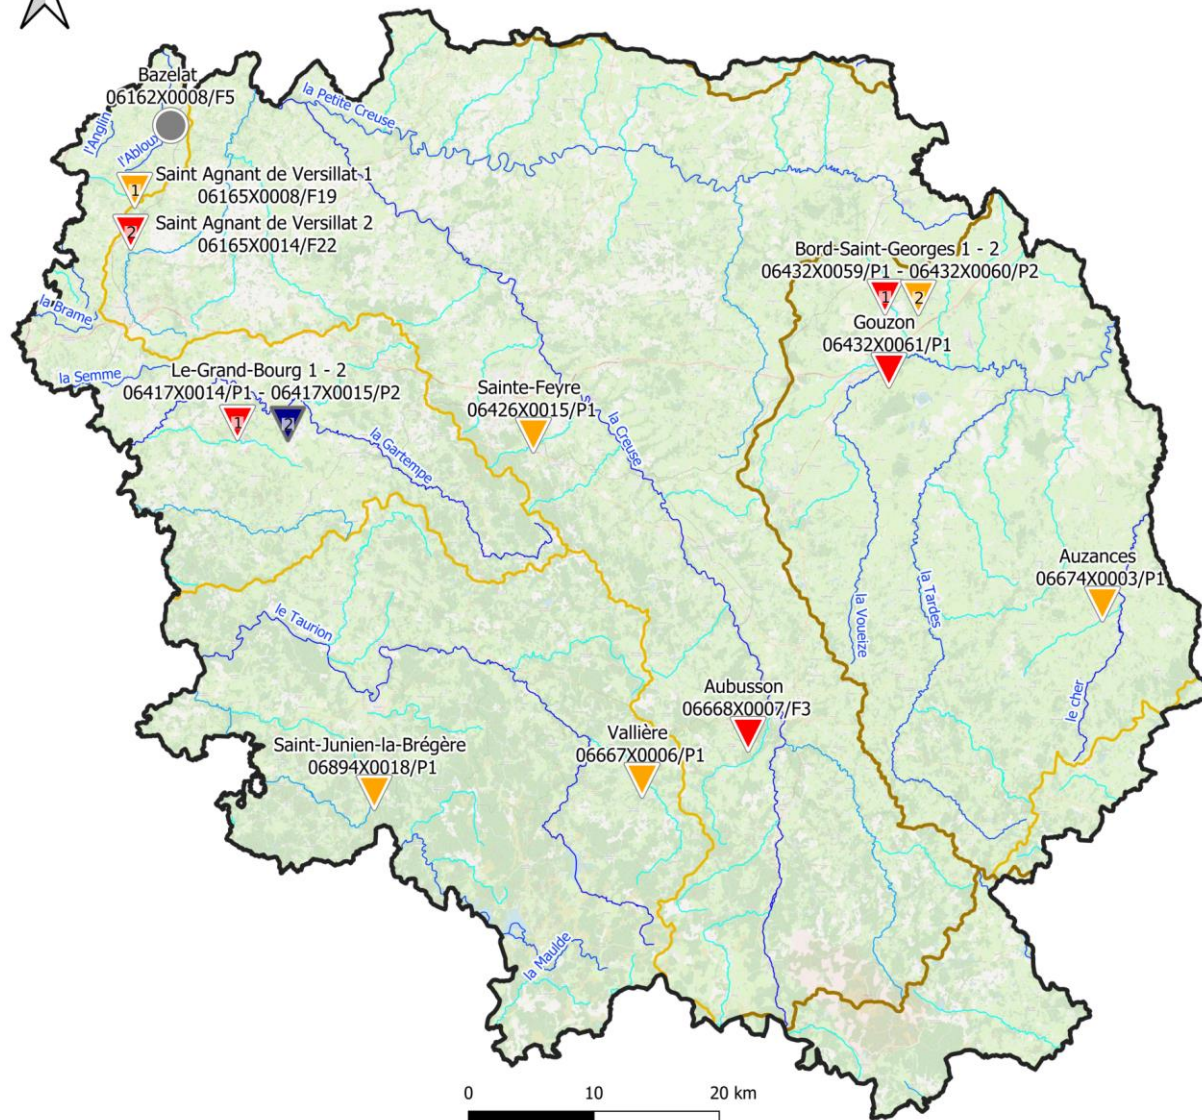 Bazelat
06162X0008/F5
la Petite Creuse
l'Anglin
l'Abloux
1
Saint Agnant de Versillat 1
06165X0008/F19
2
Saint Agnant de Versillat 2
06165X0014/F22
Bord-Saint-Georges 1 - 2
06432X0059/P1 - 06432X0060/P2
1
2
la Brame
Gouzon
06432X0061/P1
la Semme
Le-Grand-Bourg 1 - 2
06417X0014/P1 - 06417X0015/P2
1
2
Sainte-Feyre
06426X0015/P1
la Creuse
la Gartempe
Auzances
06674X0003/P1
la Voueize
la Tardes
le Taurion
Aubusson
06668X0007/F3
le cher
Vallière
06667X0006/P1
Saint-Junien-la-Brégère
06894X0018/P1
la Maulde
0 10 20 km